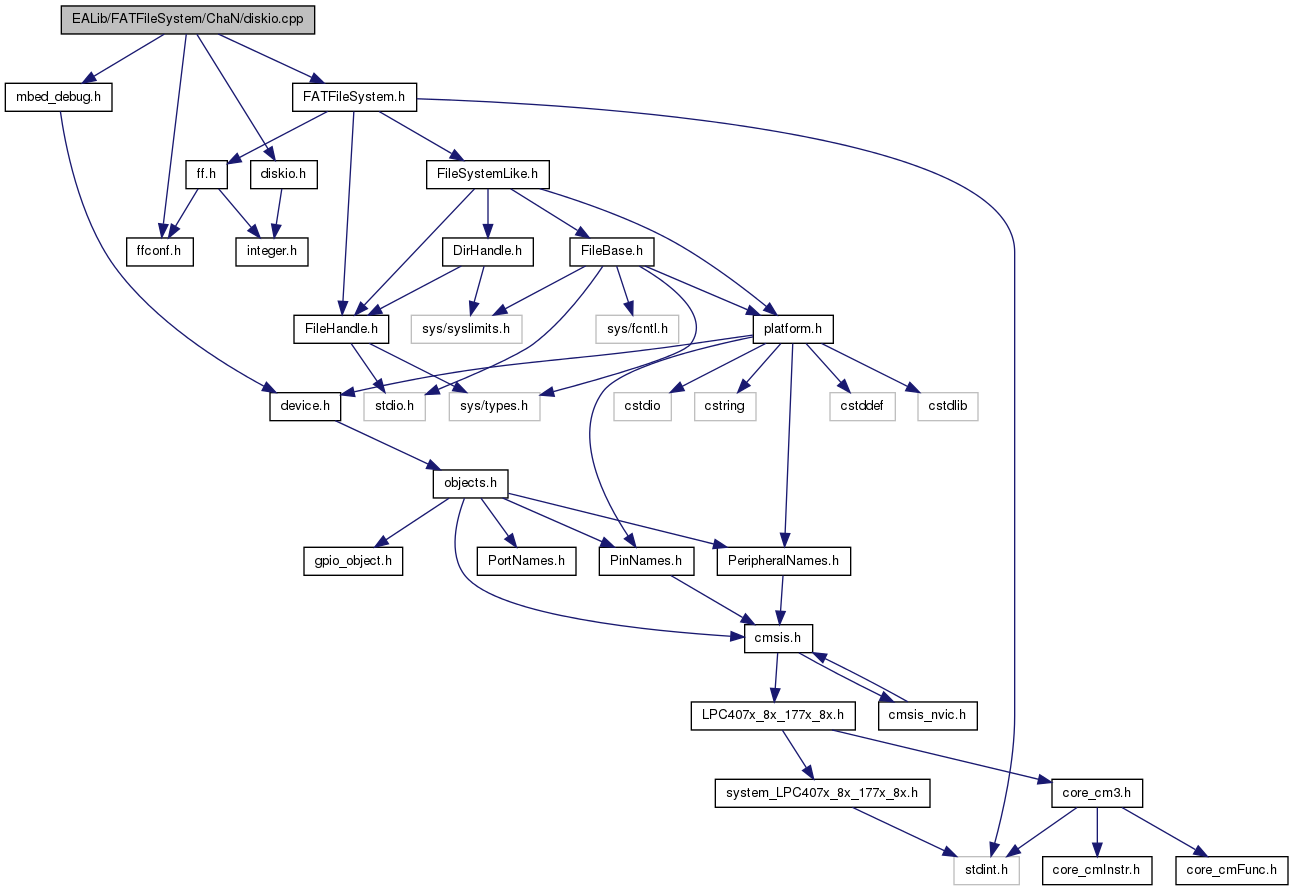 EALib/FATFileSystem/ChaN/diskio.cpp
mbed_debug.h
FATFileSystem.h
ff.h
diskio.h
FileSystemLike.h
ffconf.h
integer.h
DirHandle.h
FileBase.h
FileHandle.h
sys/syslimits.h
sys/fcntl.h
platform.h
device.h
stdio.h
sys/types.h
cstdio
cstring
cstddef
cstdlib
objects.h
gpio_object.h
PortNames.h
PinNames.h
PeripheralNames.h
cmsis.h
LPC407x_8x_177x_8x.h
cmsis_nvic.h
system_LPC407x_8x_177x_8x.h
core_cm3.h
stdint.h
core_cmInstr.h
core_cmFunc.h